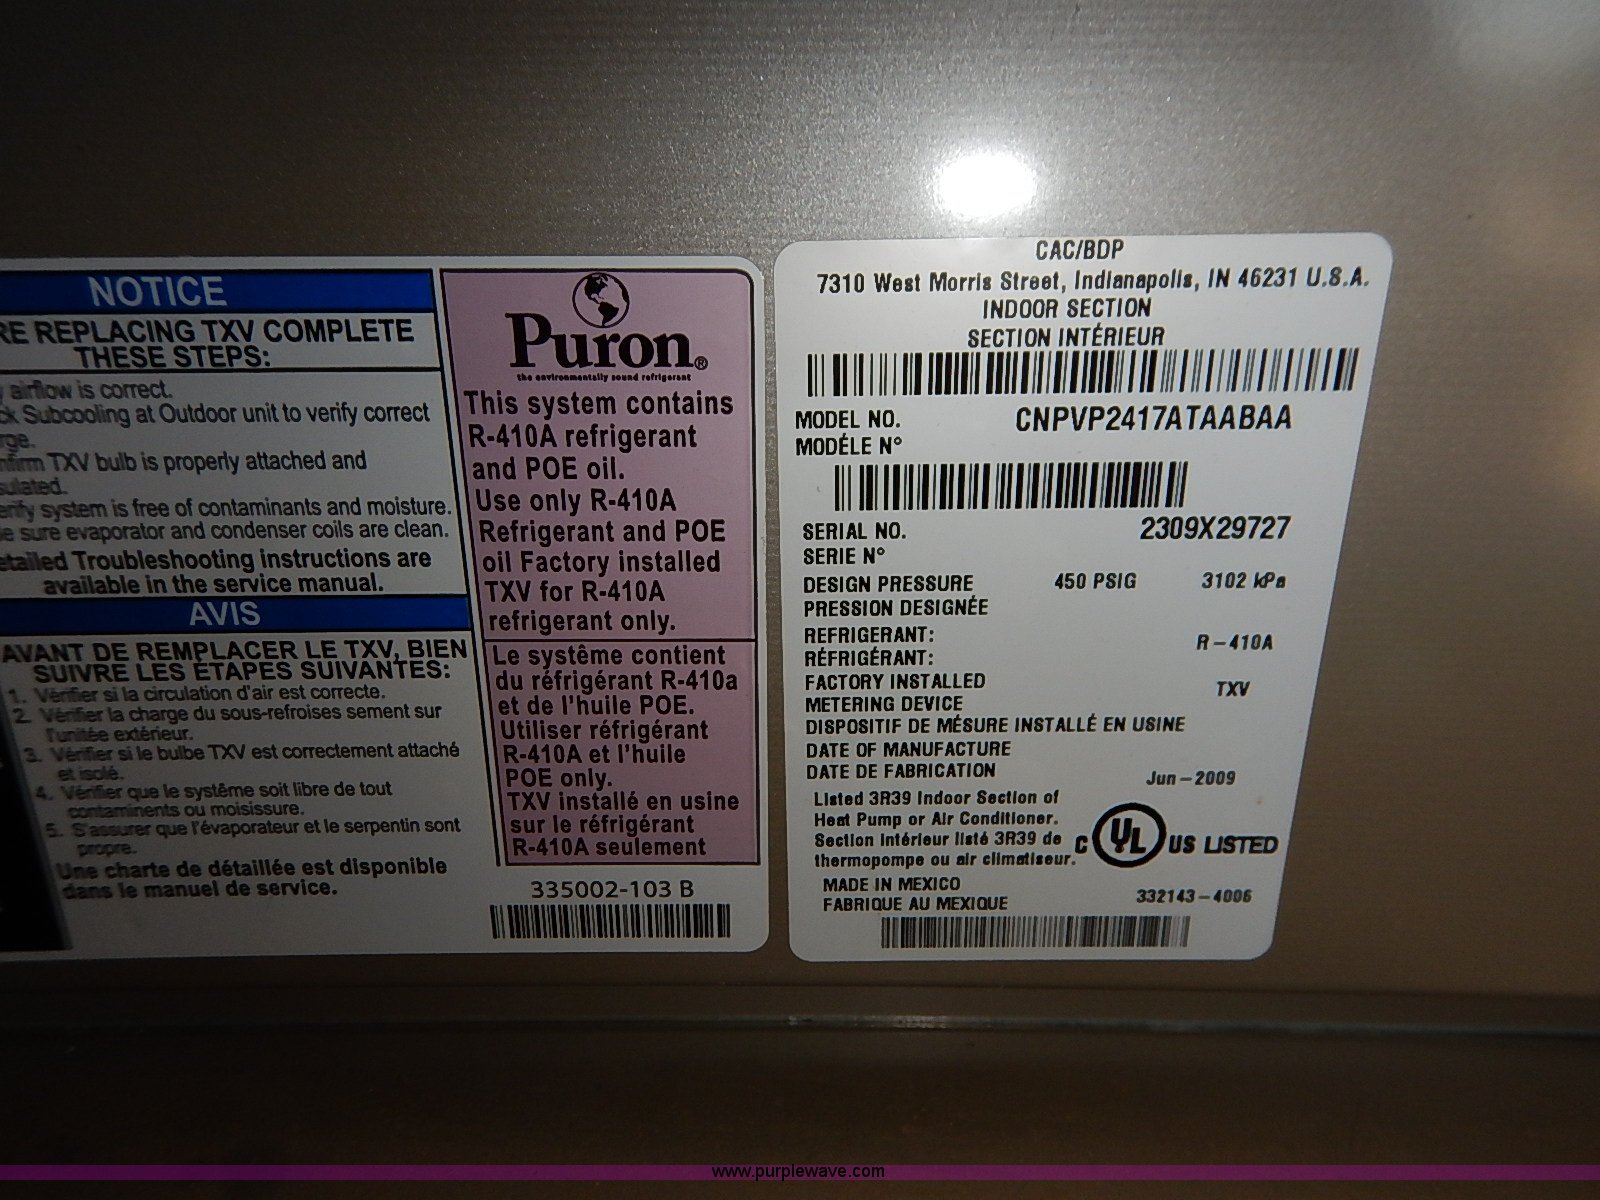 NOTICE
RE REPLACING TXV COMPLETE
THESE STEPS:
airflow is correct.
ck Subcooling at Outdoor unit to verify correct
rge.
nfirm TXV bulb is properly attached and
sulated.
erify system is free of contaminants and moisture.
e sure evaporator and condenser coils are clean.
etailed Troubleshooting instructions are
available in the service manual.
AVIS
AVANT DE REMPLACER LE TXV, BIEN
SUIVRE LES ÉTAPES SUIVANTES:
1. Vérifier si la circulation d'air est correcte.
2. Vérifier la charge du sous-refroises sement sur
l'unitée extérieur.
3. Vérifier si le bulbe TXV est correctement attaché
et isolé.
4. Vérifier que le systême soit libre de tout
contaminents ou moisissure.
5. S'assurer que l'évaporateur et le serpentin sont
propre.
Une charte de détaillée est disponible
dans le manuel de service.
Puron®
the environmentally sound refrigerant
This system contains
R-410A refrigerant
and POE oil.
Use only R-410A
Refrigerant and POE
oil Factory installed
TXV for R-410A
refrigerant only.
Le systême contient
du réfrigérant R-410a
et de l'huile POE.
Utiliser réfrigérant
R-410A et l'huile
POE only.
TXV installé en usine
sur le réfrigérant
R-410A seulement
335002-103 B
CAC/BDP
7310 West Morris Street, Indianapolis, IN 46231 U.S.A.
INDOOR SECTION
SECTION INTÉRIEUR
MODEL NO. CNPVP2417ATAABAA
MODÉLE N°
SERIAL NO. 2309X29727
SERIE N°
DESIGN PRESSURE 450 PSIG 3102 kPa
PRESSION DESIGNÉE
REFRIGERANT: R-410A
RÉFRIGÉRANT:
FACTORY INSTALLED TXV
METERING DEVICE
DISPOSITIF DE MÉSURE INSTALLÉ EN USINE
DATE OF MANUFACTURE
DATE DE FABRICATION Jun-2009
Listed 3R39 Indoor Section of
Heat Pump or Air Conditioner.
Section Intérieur listé 3R39 de
thermopompe ou air climatiseur.
C UL US LISTED
MADE IN MEXICO
FABRIQUE AU MEXIQUE
332143-4006
www.purplewave.com